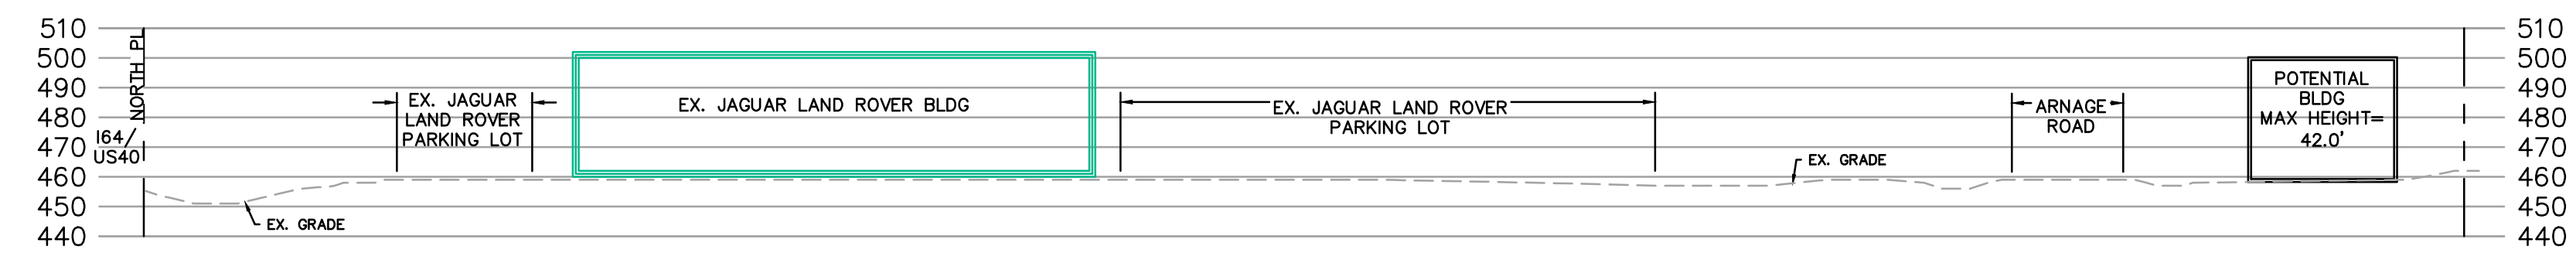 510
500
490
480
470
460
450
440
NORTH PL
I64/
US40
EX. GRADE
EX. JAGUAR
LAND ROVER
PARKING LOT
EX. JAGUAR LAND ROVER BLDG
EX. JAGUAR LAND ROVER
PARKING LOT
EX. GRADE
ARNAGE
ROAD
POTENTIAL
BLDG
MAX HEIGHT=
42.0'
510
500
490
480
470
460
450
440